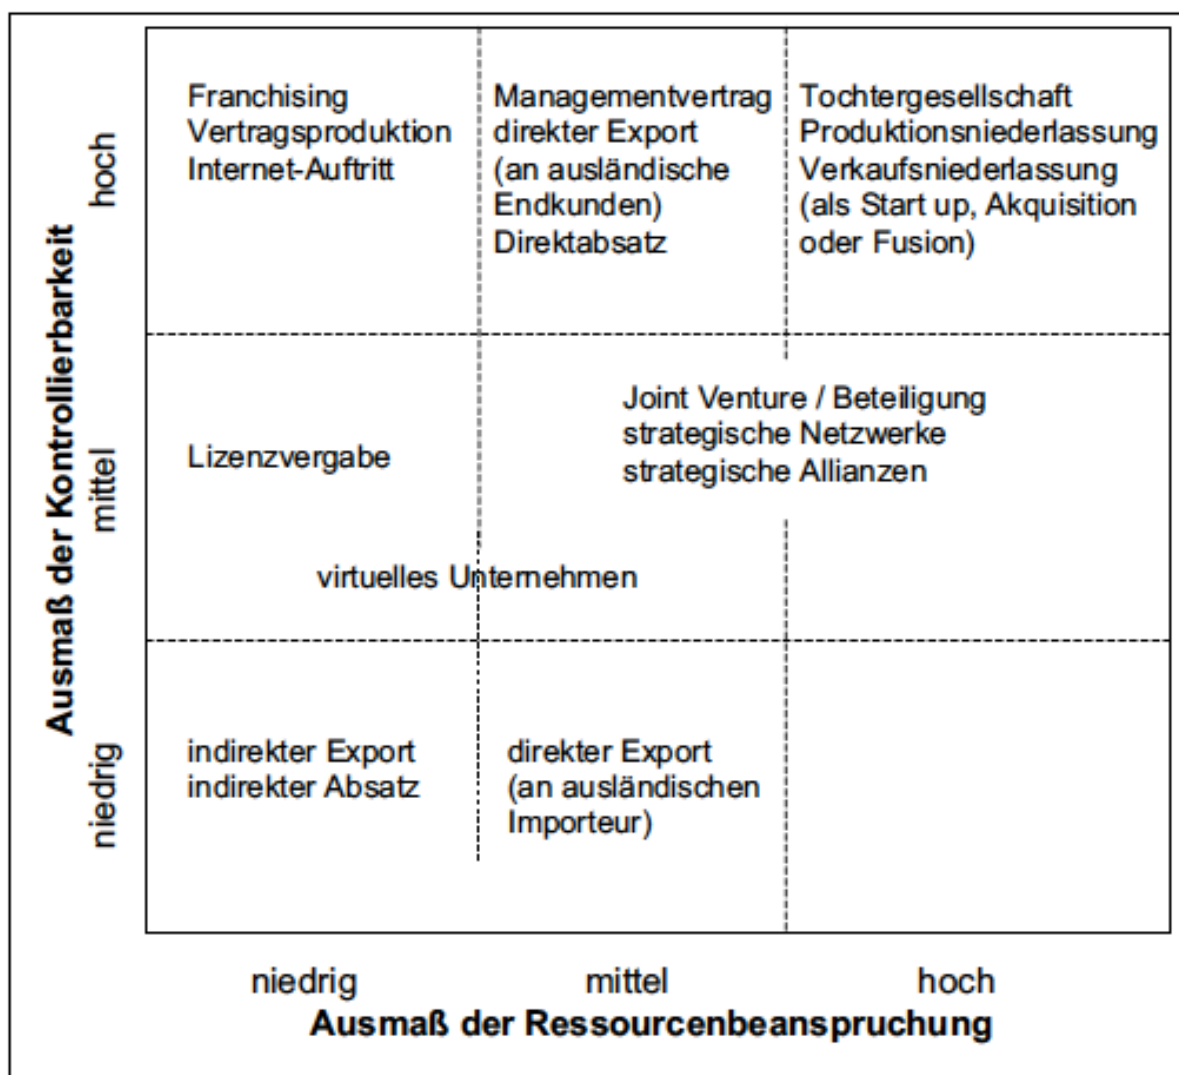 Ausmaß der Kontrollierbarkeit
hoch
Franchising
Vertragsproduktion
Internet-Auftritt
Managementvertrag
direkter Export
(an ausländische
Endkunden)
Direktabsatz
Tochtergesellschaft
Produktionsniederlassung
Verkaufsniederlassung
(als Start up, Akquisition
oder Fusion)
mittel
Lizenzvergabe
Joint Venture / Beteiligung
strategische Netzwerke
strategische Allianzen
virtuelles Unternehmen
niedrig
indirekter Export
indirekter Absatz
direkter Export
(an ausländischen
Importeur)
niedrig
mittel
hoch
Ausmaß der Ressourcenbeanspruchung